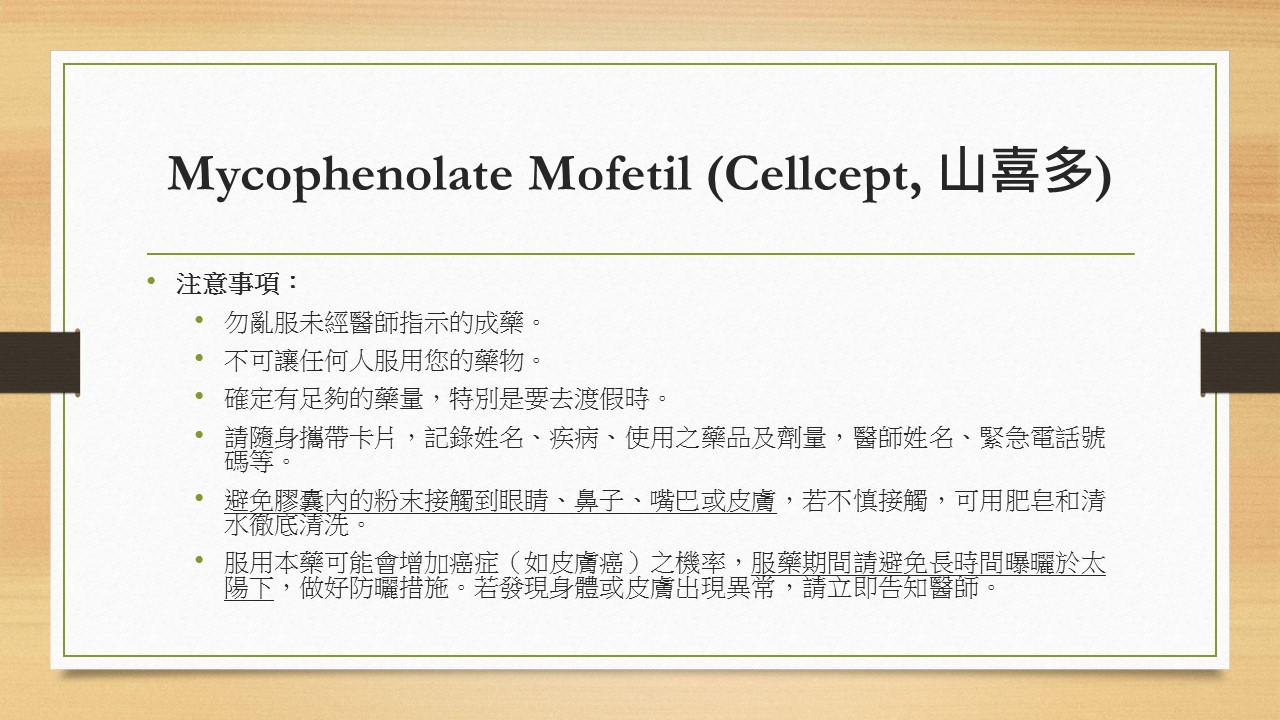 Mycophenolate Mofetil (Cellcept, 山喜多)
• 注意事項：
• 勿亂服未經醫師指示的成藥。
• 不可讓任何人服用您的藥物。
• 確定有足夠的藥量，特別是要去渡假時。
• 請隨身攜帶卡片，記錄姓名、疾病、使用之藥品及劑量，醫師姓名、緊急電話號
碼等。
• 避免膠囊內的粉末接觸到眼睛、鼻子、嘴巴或皮膚，若不慎接觸，可用肥皂和清
水徹底清洗。
• 服用本藥可能會增加癌症（如皮膚癌）之機率，服藥期間請避免長時間曝曬於太
陽下，做好防曬措施。若發現身體或皮膚出現異常，請立即告知醫師。